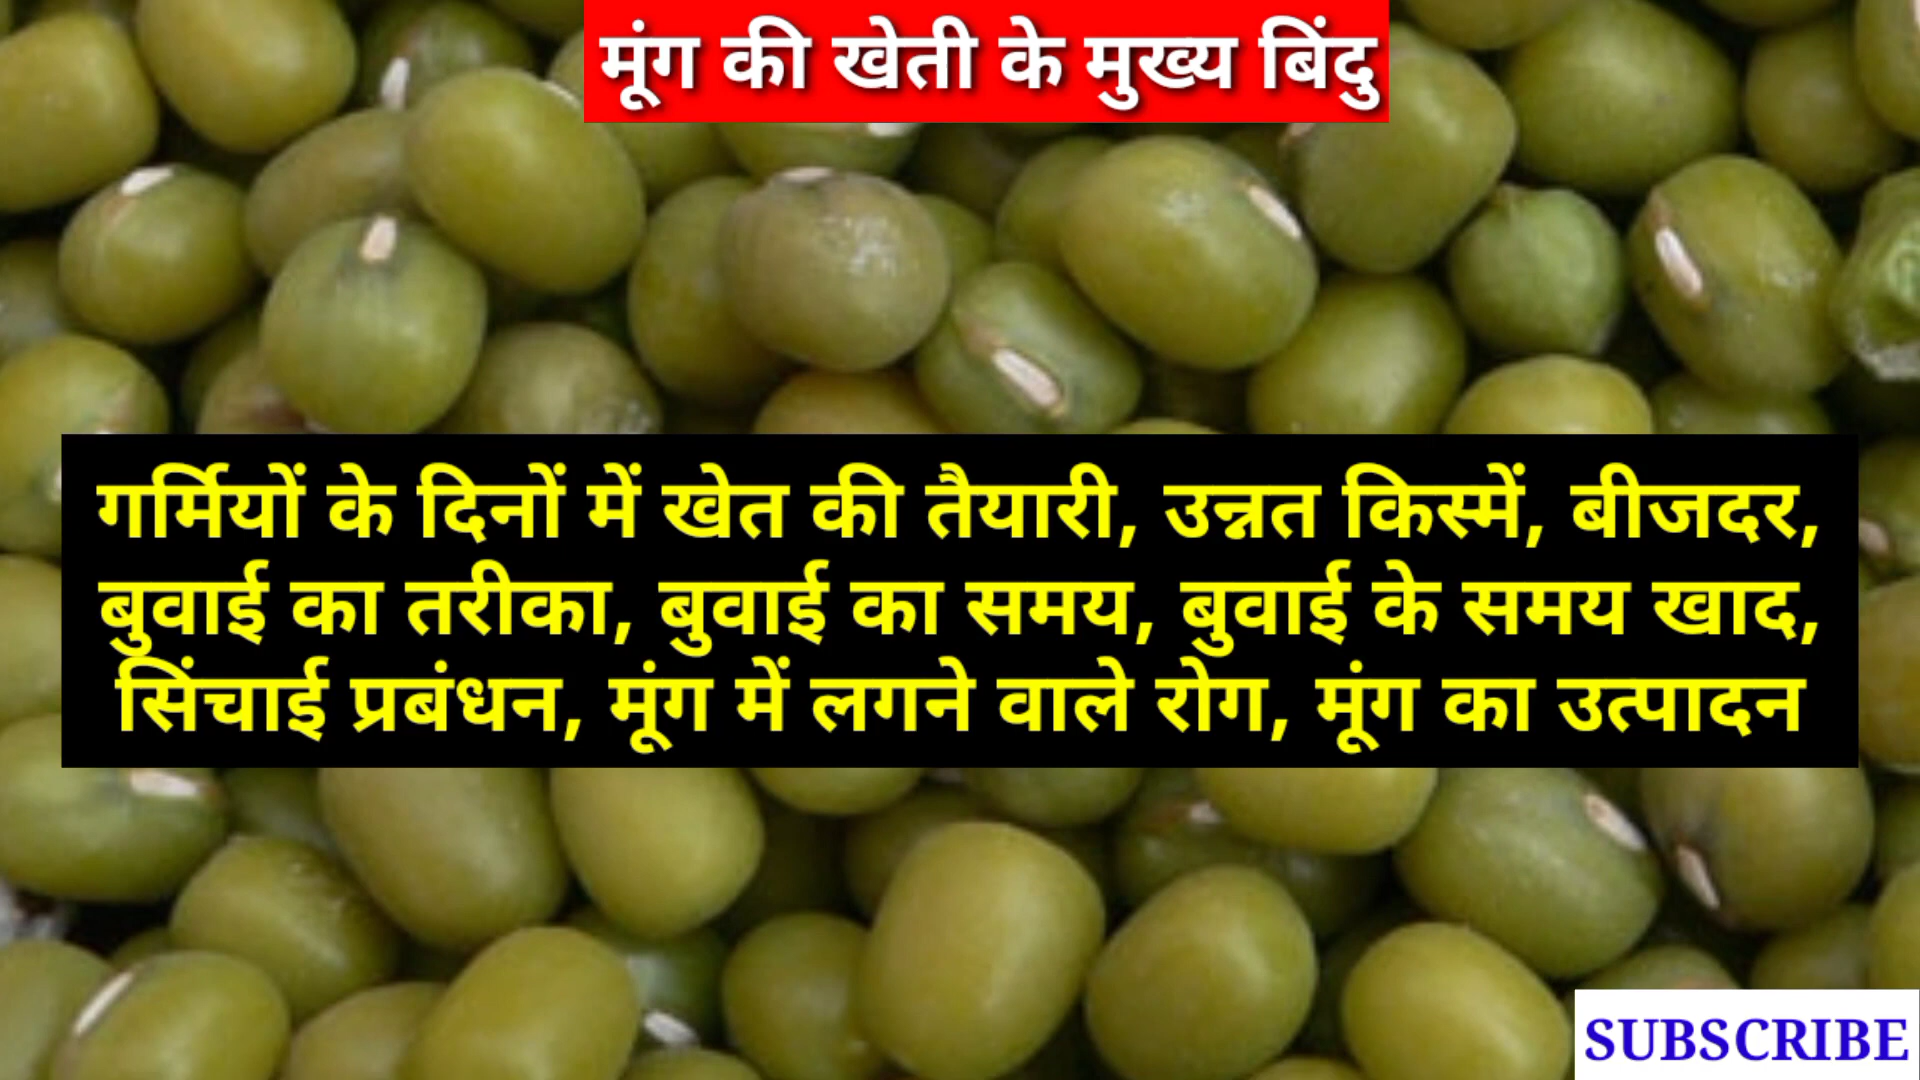 मूंग की खेती के मुख्य बिंदु
गर्मियों के दिनों में खेत की तैयारी, उन्नत किस्में, बीजदर,
बुवाई का तरीका, बुवाई का समय, बुवाई के समय खाद,
सिंचाई प्रबंधन, मूंग में लगने वाले रोग, मूंग का उत्पादन
SUBSCRIBE